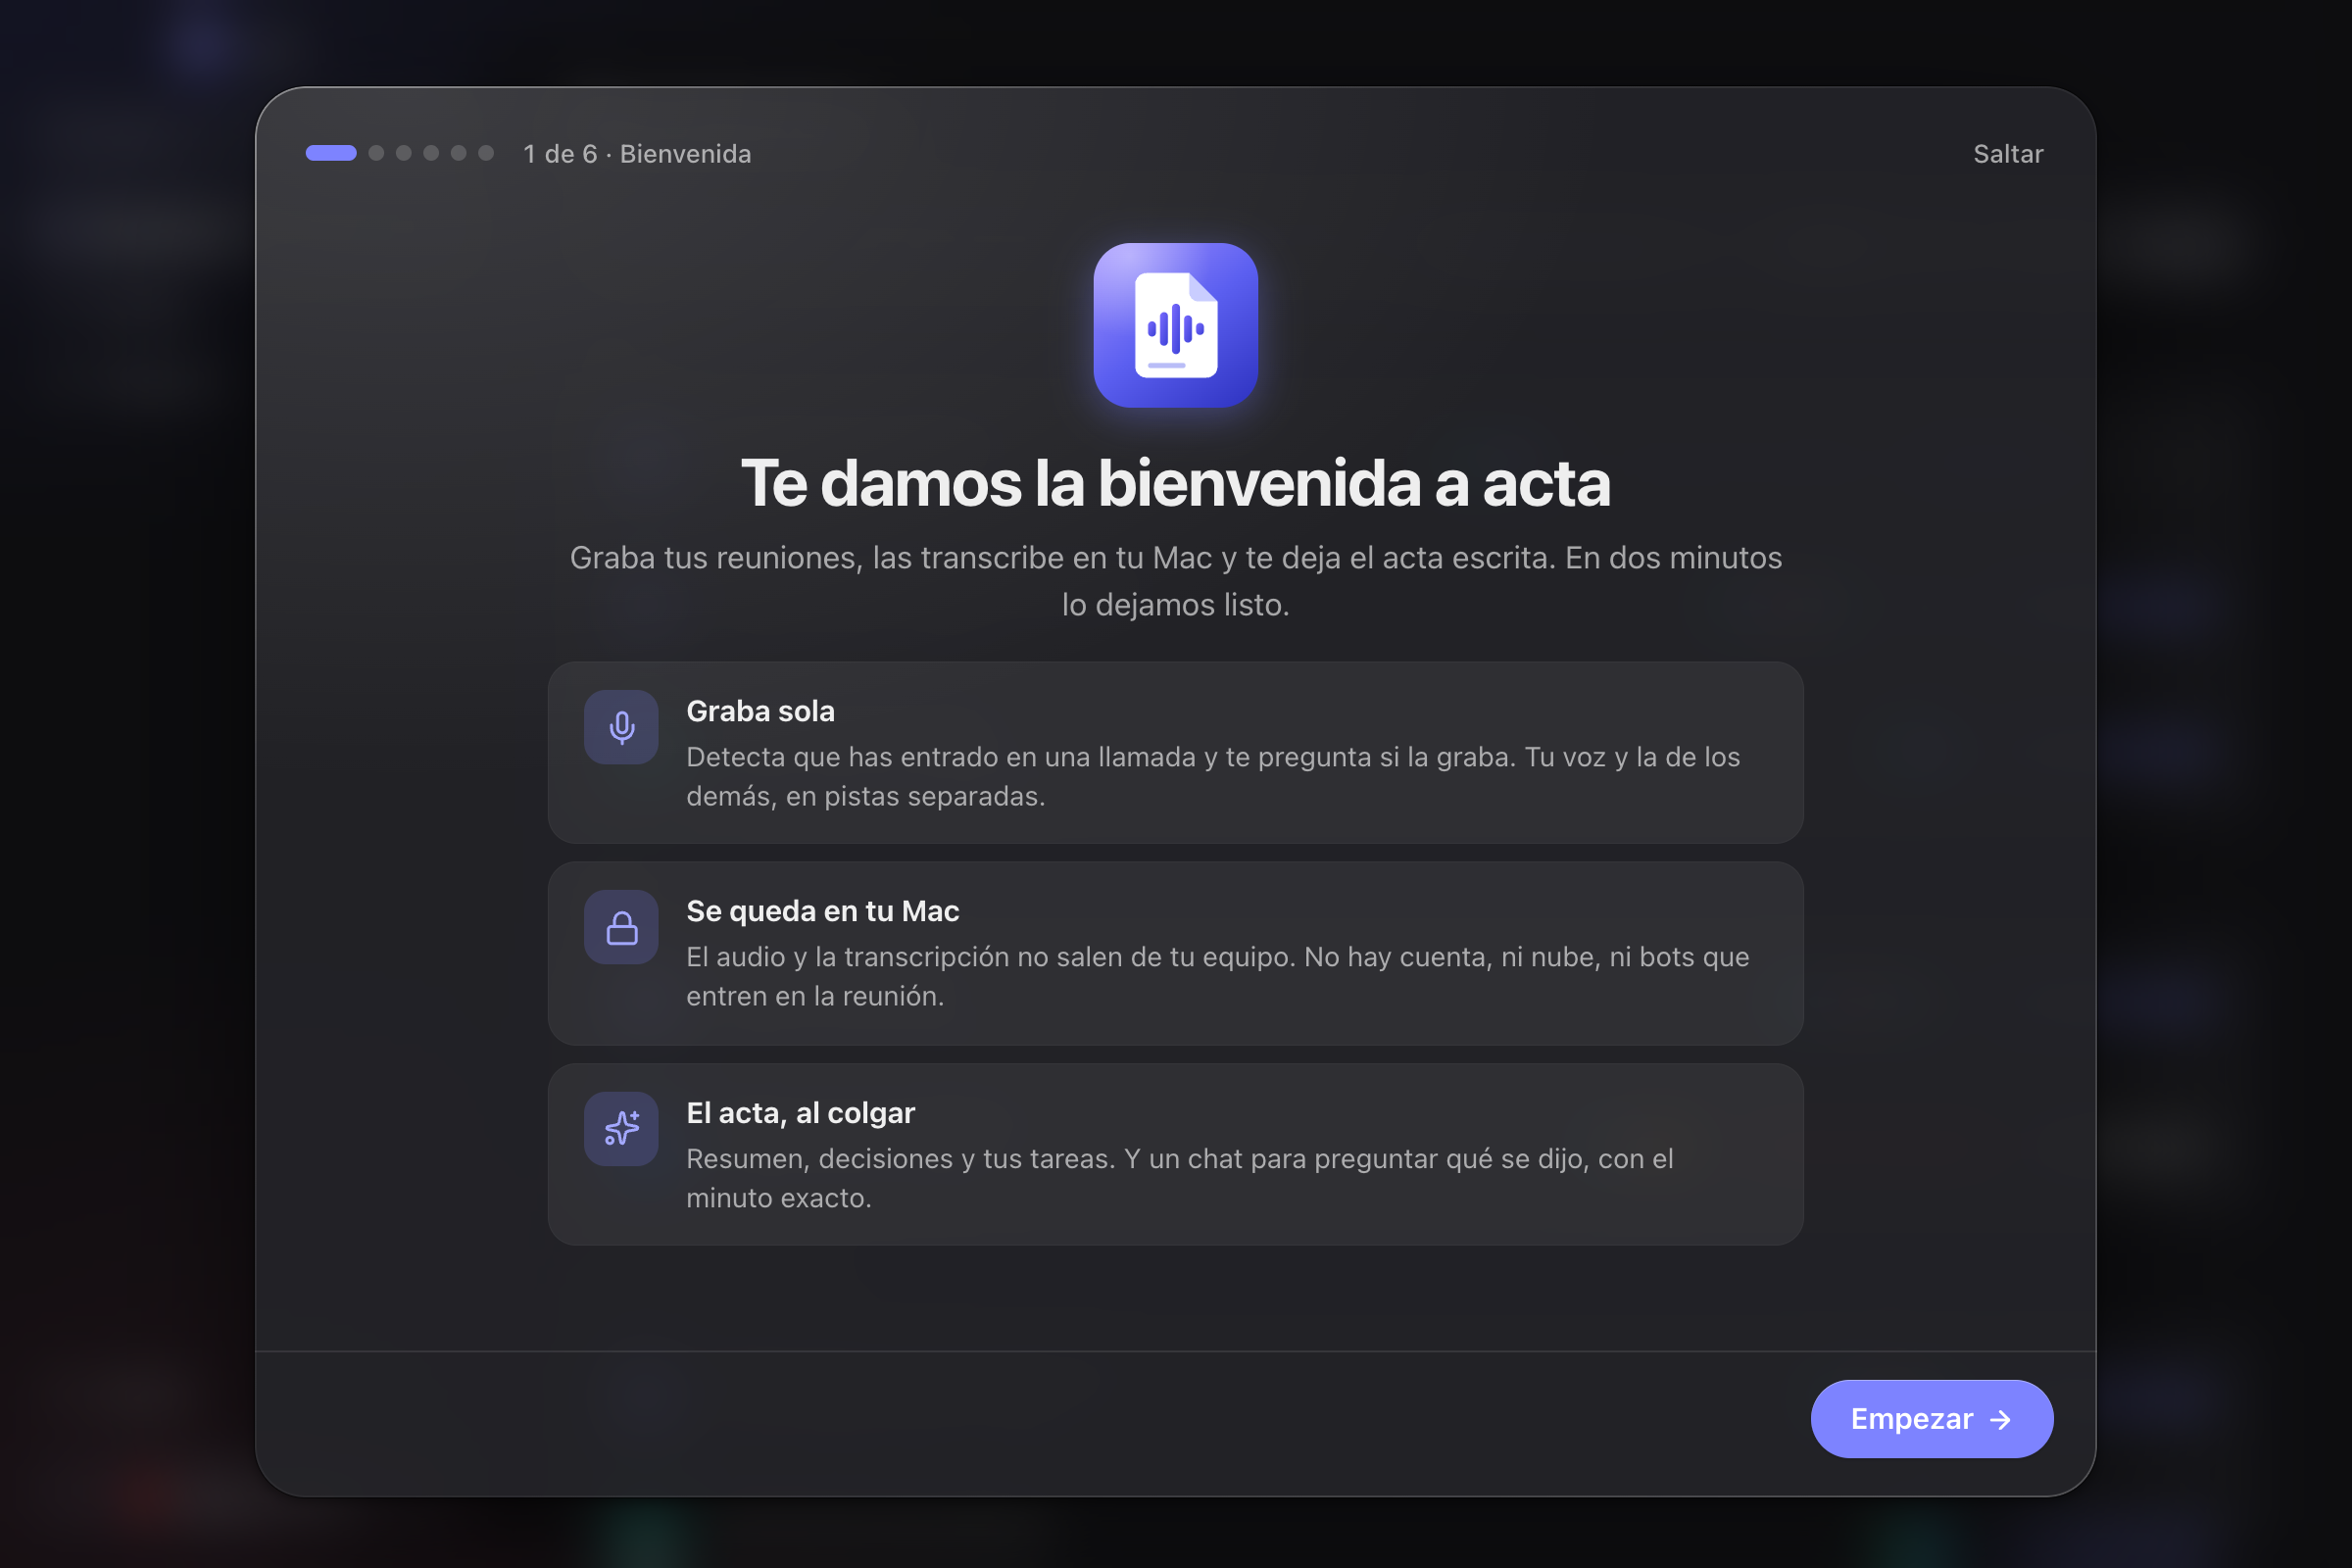 1 de 6 · Bienvenida
Saltar
Te damos la bienvenida a acta
Graba tus reuniones, las transcribe en tu Mac y te deja el acta escrita. En dos minutos
lo dejamos listo.
Graba sola
Detecta que has entrado en una llamada y te pregunta si la graba. Tu voz y la de los
demás, en pistas separadas.
Se queda en tu Mac
El audio y la transcripción no salen de tu equipo. No hay cuenta, ni nube, ni bots que
entren en la reunión.
El acta, al colgar
Resumen, decisiones y tus tareas. Y un chat para preguntar qué se dijo, con el
minuto exacto.
Empezar